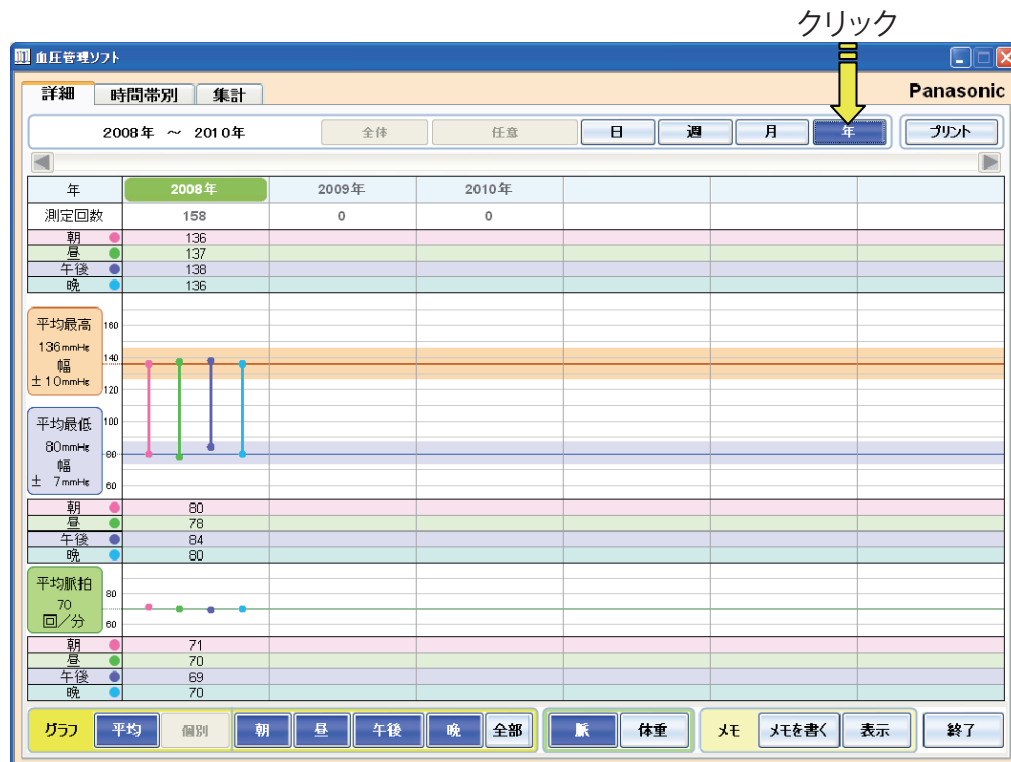 クリック
血圧管理ソフト
詳細 時間帯別 集計 Panasonic
2008年 ～ 2010年 全体 任意 日 週 月 年 プリント
年 2008年 2009年 2010年
測定回数 158 0 0
朝 136
昼 137
午後 138
晩 136
平均最高
136mmHg
幅
±10mmHg
160
140
120
平均最低
80mmHg
幅
± 7mmHg
100
80
60
朝 80
昼 78
午後 84
晩 80
平均脈拍
70
回／分
80
60
朝 71
昼 70
午後 69
晩 70
グラフ 平均 個別 朝 昼 午後 晩 全部 脈 体重 メモ メモを書く 表示 終了